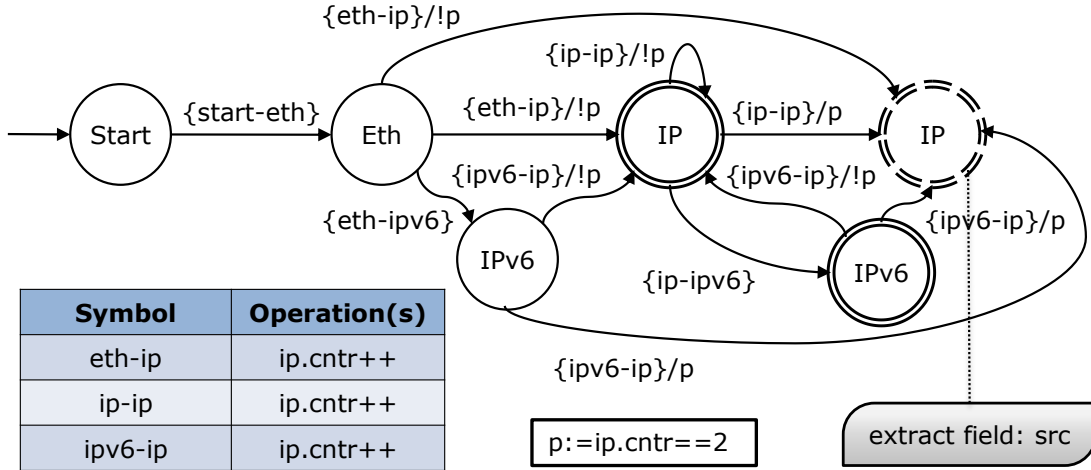 {eth-ip}/!p
{ip-ip}/!p
Start
{start-eth}
Eth
{eth-ip}/!p
IP
{ip-ip}/p
IP
{ipv6-ip}/!p
{ipv6-ip}/!p
{eth-ipv6}
{ipv6-ip}/p
IPv6
{ip-ipv6}
IPv6
Symbol Operation(s)
eth-ip ip.cntr++
ip-ip ip.cntr++
ipv6-ip ip.cntr++
{ipv6-ip}/p
p:=ip.cntr==2
extract field: src